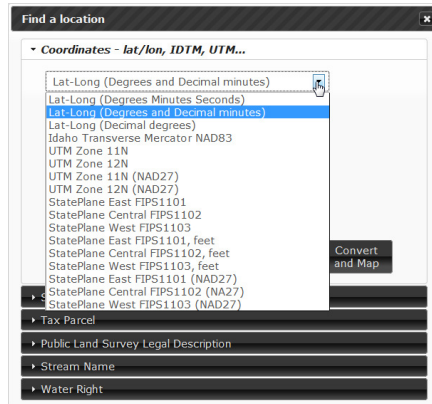 Find a location
Coordinates - lat/lon, IDTM, UTM...
Lat-Long (Degrees and Decimal minutes)
Lat-Long (Degrees Minutes Seconds)
Lat-Long (Degrees and Decimal minutes)
Lat-Long (Decimal degrees)
Idaho Transverse Mercator NAD83
UTM Zone 11N
UTM Zone 12N
UTM Zone 11N (NAD27)
UTM Zone 12N (NAD27)
StatePlane East FIPS1101
StatePlane Central FIPS1102
StatePlane West FIPS1103
StatePlane East FIPS1101, feet
StatePlane Central FIPS1102, feet
StatePlane West FIPS1103, feet
StatePlane East FIPS1101 (NAD27)
StatePlane Central FIPS1102 (NA27)
StatePlane West FIPS1103 (NAD27)
Convert
and Map
Tax Parcel
Public Land Survey Legal Description
Stream Name
Water Right